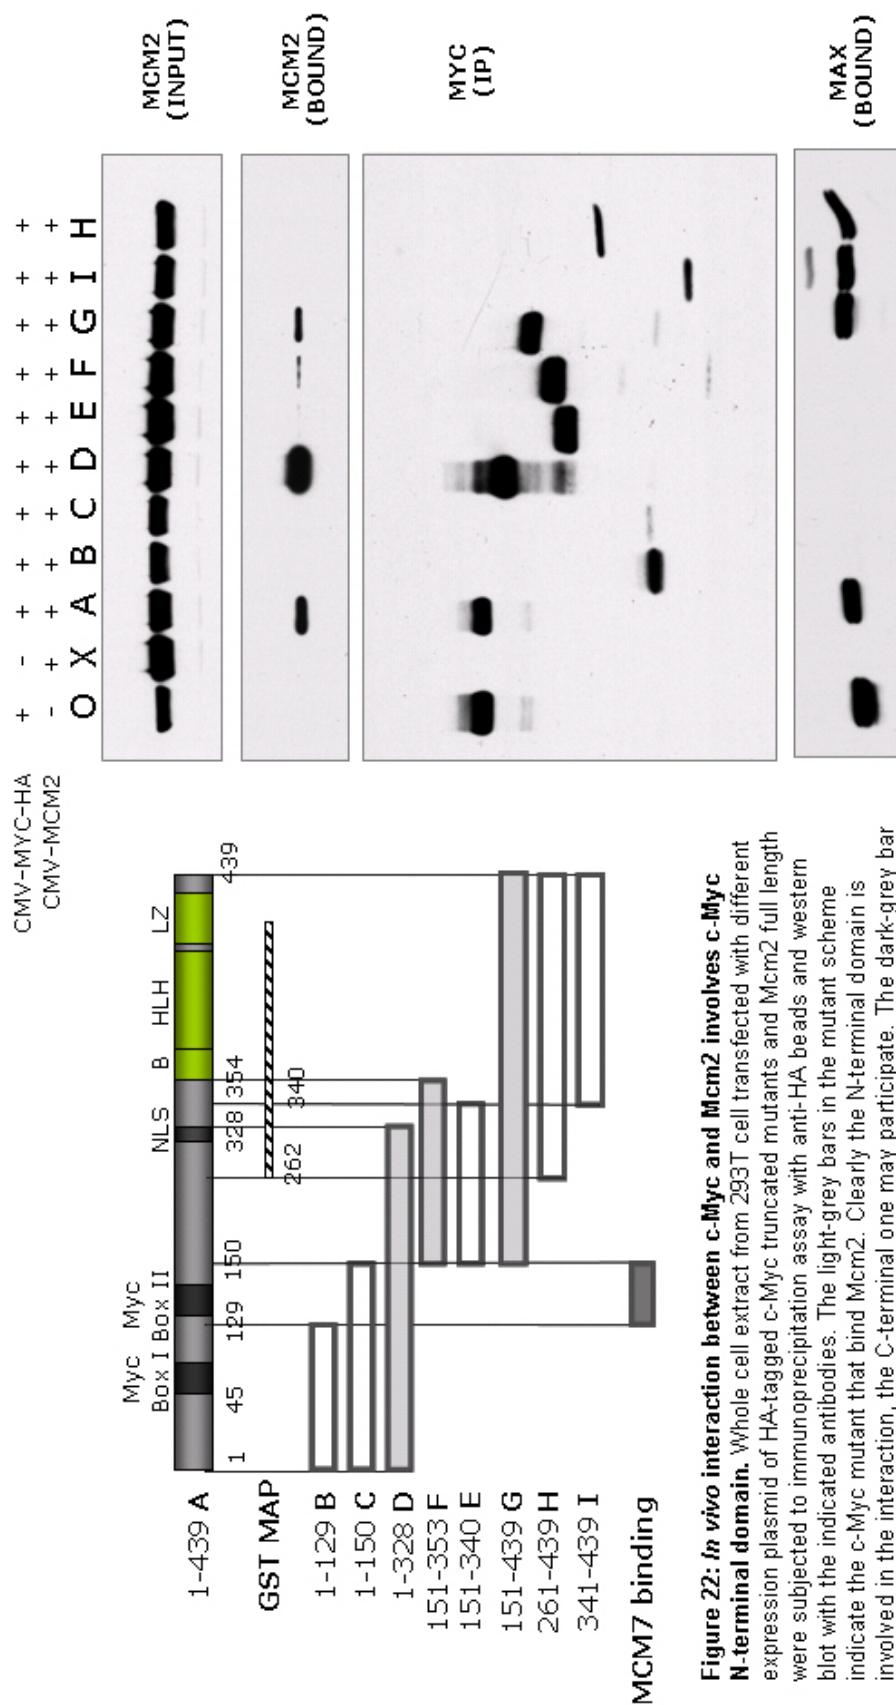 CMV-MYC-HA + - + + + + + + + + +
CMV-MCM2 - + + + + + + + + + +
O X A B C D E F G I H
MCM2
(INPUT)
MCM2
(BOUND)
MYC
(IP)
MAX
(BOUND)
Myc Myc
Box I Box II NLS B HLH LZ
1-439 A
1 45 129 150 328 354 439
GST MAP
262 340
1-129 B
1-150 C
1-328 D
151-353 F
151-340 E
151-439 G
261-439 H
341-439 I
MCM7 binding
Figure 22: In vivo interaction between c-Myc and Mcm2 involves c-Myc
N-terminal domain. Whole cell extract from 293T cell transfected with different
expression plasmid of HA-tagged c-Myc truncated mutants and Mcm2 full length
were subjected to immunoprecipitation assay with anti-HA beads and western
blot with the indicated antibodies. The light-grey bars in the mutant scheme
indicate the c-Myc mutant that bind Mcm2. Clearly the N-terminal domain is
involved in the interaction, the C-terminal one may participate. The dark-grey bar